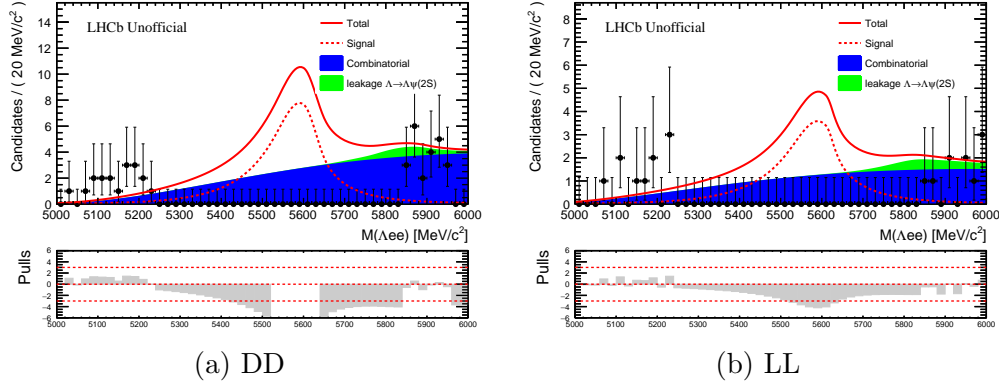 LHCb Unofficial
Total
Signal
Combinatorial
leakage Λ→Λψ(2S)
Candidates / ( 20 MeV/c²)
14
12
10
8
6
4
2
0
5000 5100 5200 5300 5400 5500 5600 5700 5800 5900 6000
M(Λee) [MeV/c²]
Pulls
6
4
2
0
−2
−4
−6
5000 5100 5200 5300 5400 5500 5600 5700 5800 5900 6000
(a) DD
LHCb Unofficial
Total
Signal
Combinatorial
leakage Λ→Λψ(2S)
Candidates / ( 20 MeV/c²)
8
7
6
5
4
3
2
1
0
5000 5100 5200 5300 5400 5500 5600 5700 5800 5900 6000
M(Λee) [MeV/c²]
Pulls
6
4
2
0
−2
−4
−6
5000 5100 5200 5300 5400 5500 5600 5700 5800 5900 6000
(b) LL